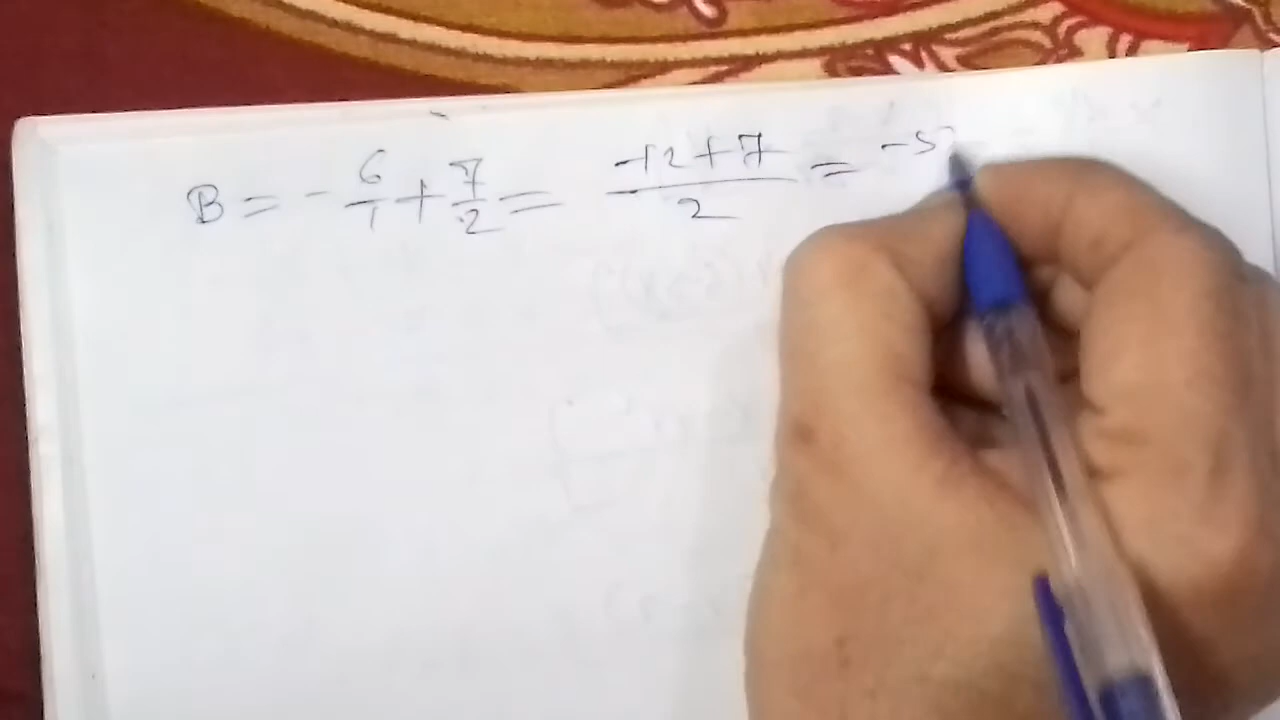 B = - 6/1 + 7/2 = -12+7/2 = -5